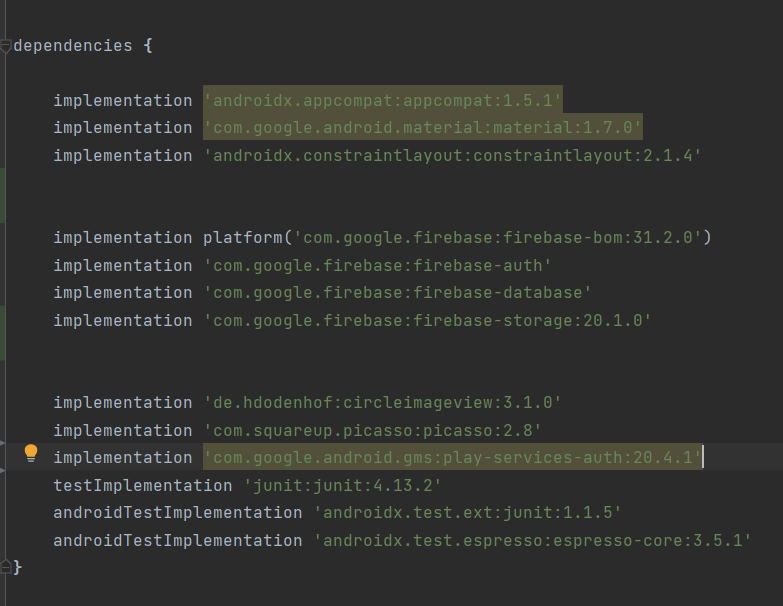 dependencies {
implementation 'androidx.appcompat:appcompat:1.5.1'
implementation 'com.google.android.material:material:1.7.0'
implementation 'androidx.constraintlayout:constraintlayout:2.1.4'
implementation platform('com.google.firebase:firebase-bom:31.2.0')
implementation 'com.google.firebase:firebase-auth'
implementation 'com.google.firebase:firebase-database'
implementation 'com.google.firebase:firebase-storage:20.1.0'
implementation 'de.hdodenhof:circleimageview:3.1.0'
implementation 'com.squareup.picasso:picasso:2.8'
implementation 'com.google.android.gms:play-services-auth:20.4.1'
testImplementation 'junit:junit:4.13.2'
androidTestImplementation 'androidx.test.ext:junit:1.1.5'
androidTestImplementation 'androidx.test.espresso:espresso-core:3.5.1'
}